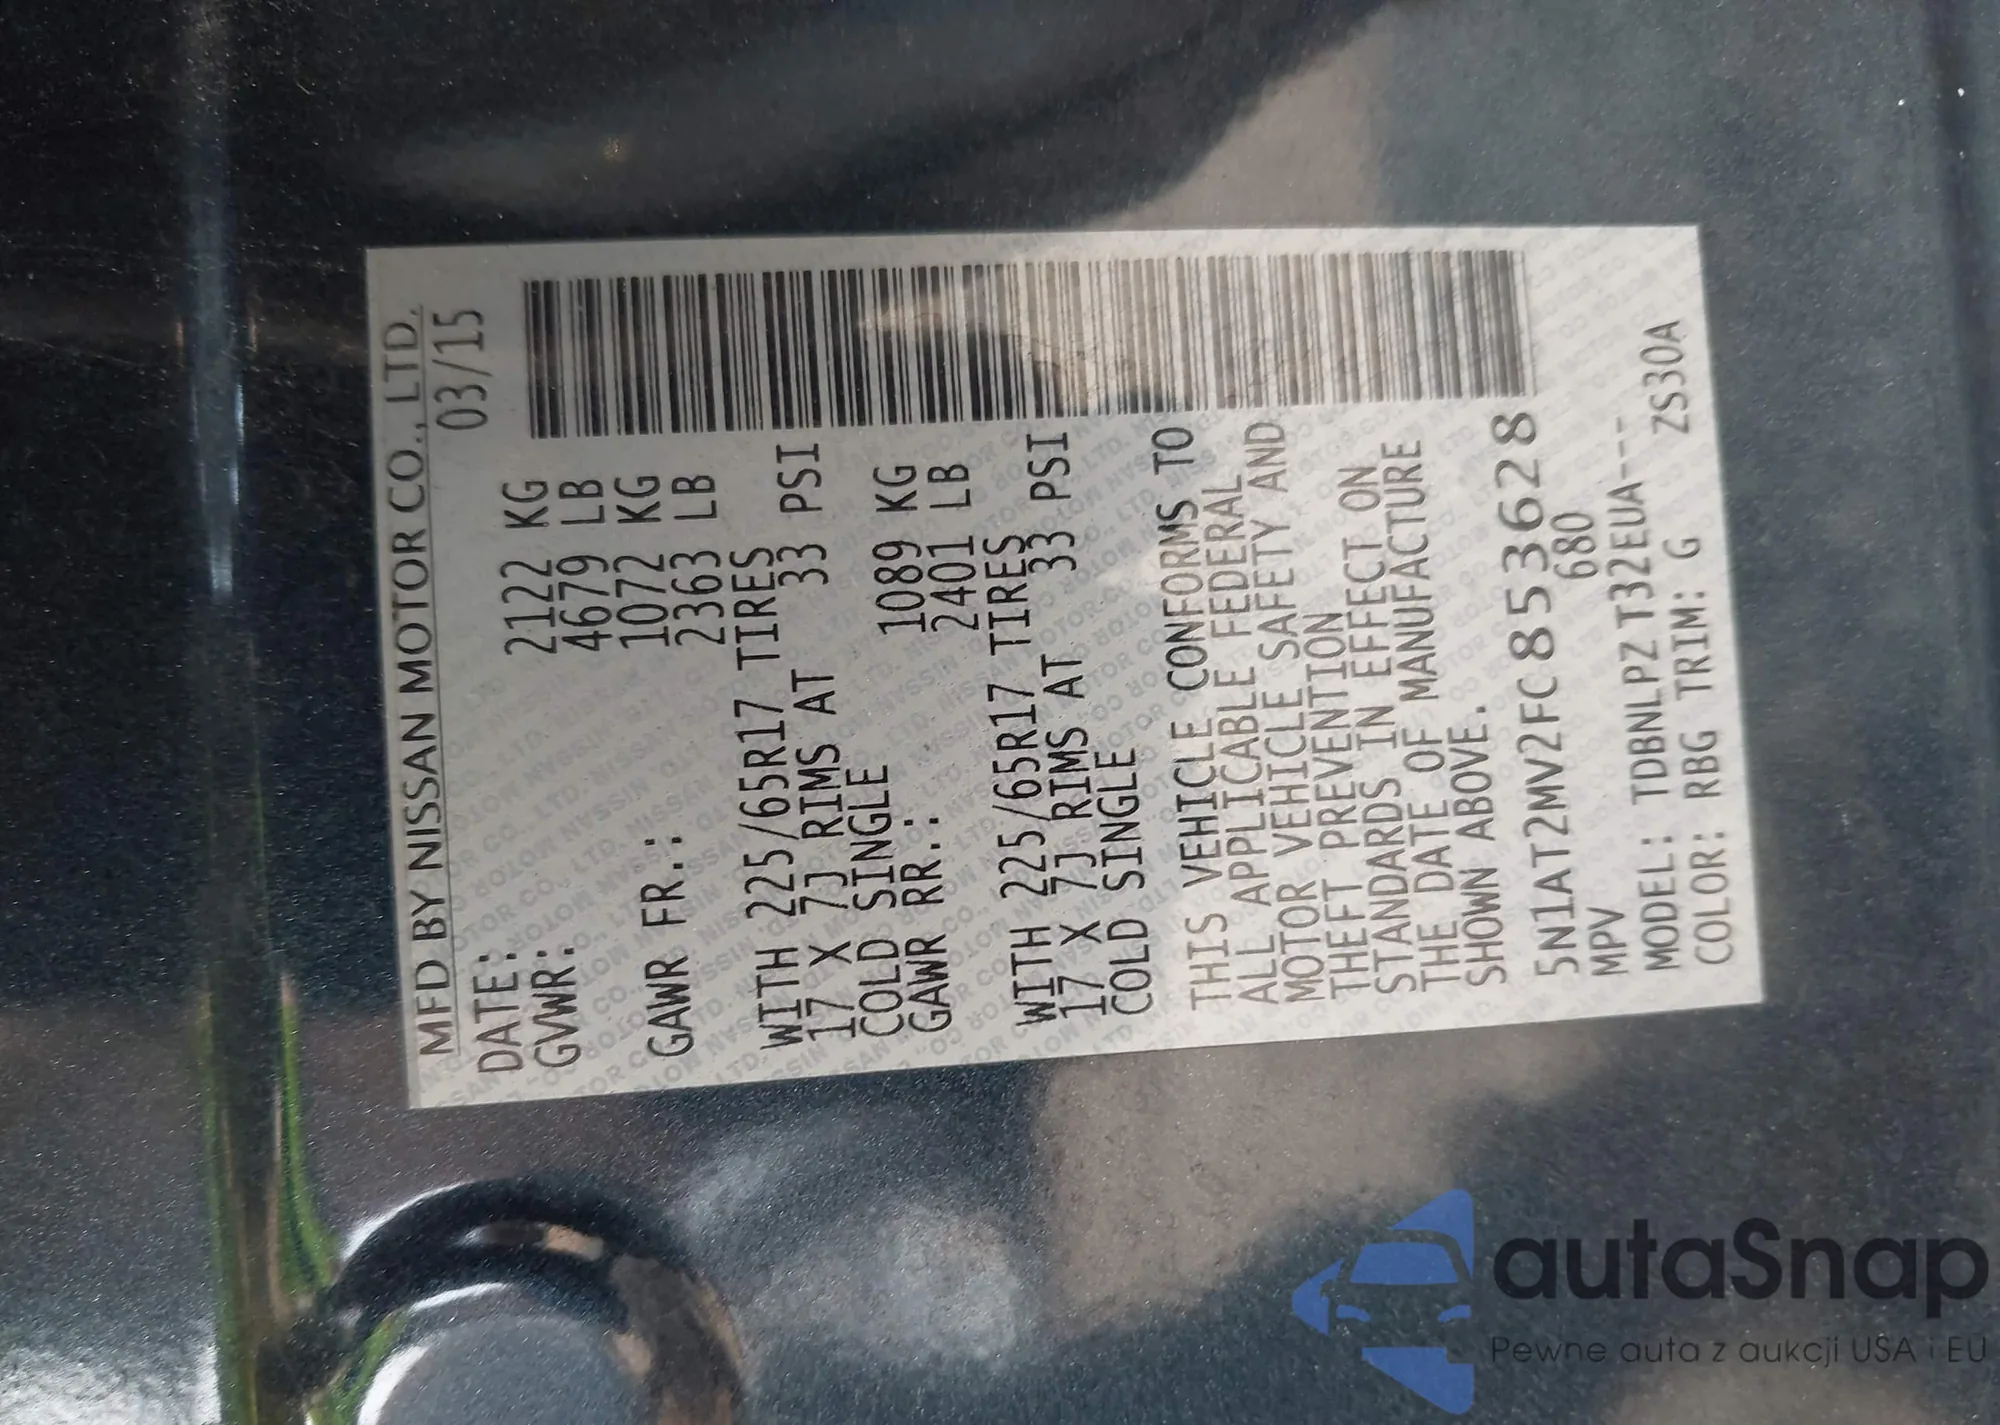 MFD BY NISSAN MOTOR CO., LTD.
DATE: 03/15
GVWR: 2122 KG
4679 LB
GAWR FR.: 1072 KG
2363 LB
WITH 225/65R17 TIRES
17 X 7J RIMS AT 33 PSI
COLD SINGLE
GAWR RR.: 1089 KG
2401 LB
WITH 225/65R17 TIRES
17 X 7J RIMS AT 33 PSI
COLD SINGLE
THIS VEHICLE CONFORMS TO
ALL APPLICABLE FEDERAL
MOTOR VEHICLE SAFETY AND
THEFT PREVENTION
STANDARDS IN EFFECT ON
THE DATE OF MANUFACTURE
SHOWN ABOVE.
5N1AT2MV2FC853628
MPV 680
MODEL: TDBNLPZ T32EUA---
COLOR: RBG TRIM: G ZS30A
autaSnap
Pewne auta z aukcji USA i EU